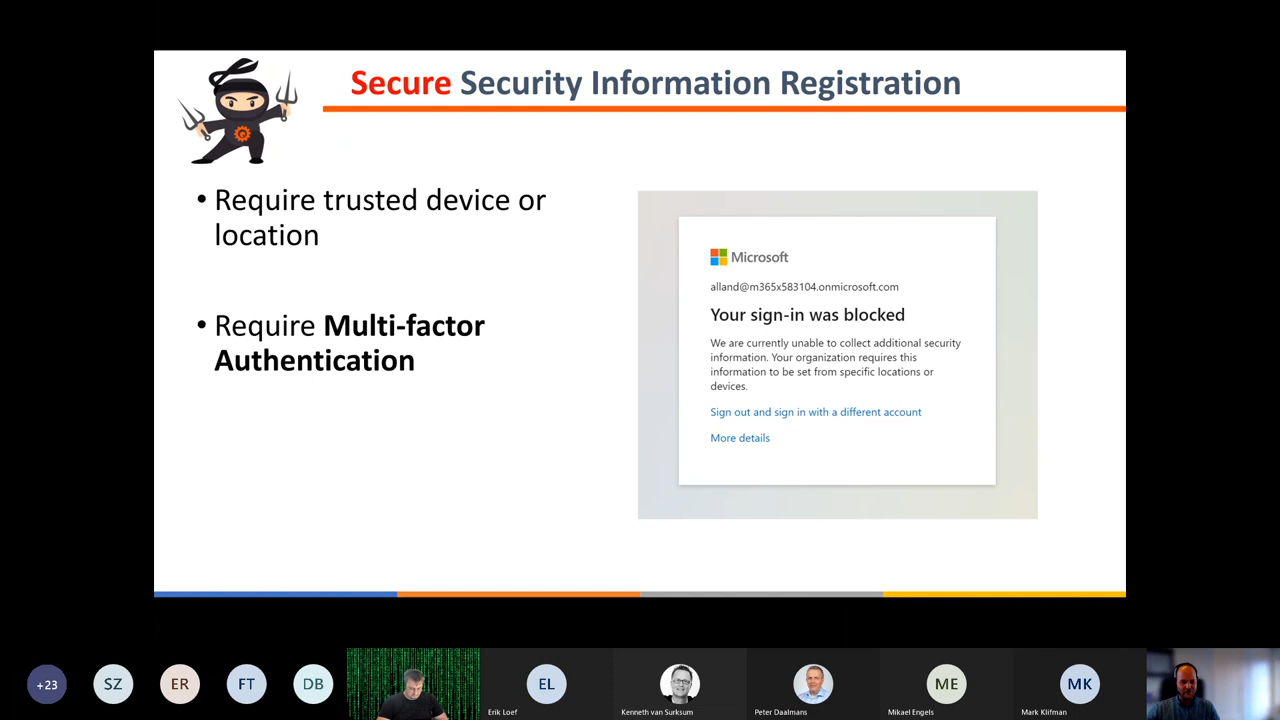 Secure Security Information Registration
• Require trusted device or
location
• Require Multi-factor
Authentication
Microsoft
alland@m365x583104.onmicrosoft.com
Your sign-in was blocked
We are currently unable to collect additional security
information. Your organization requires this
information to be set from specific locations or
devices.
Sign out and sign in with a different account
More details
+23
SZ
ER
FT
DB
EL
Erik Loef
Kenneth van Surksum
Peter Daalmans
ME
Mikael Engels
MK
Mark Klifman